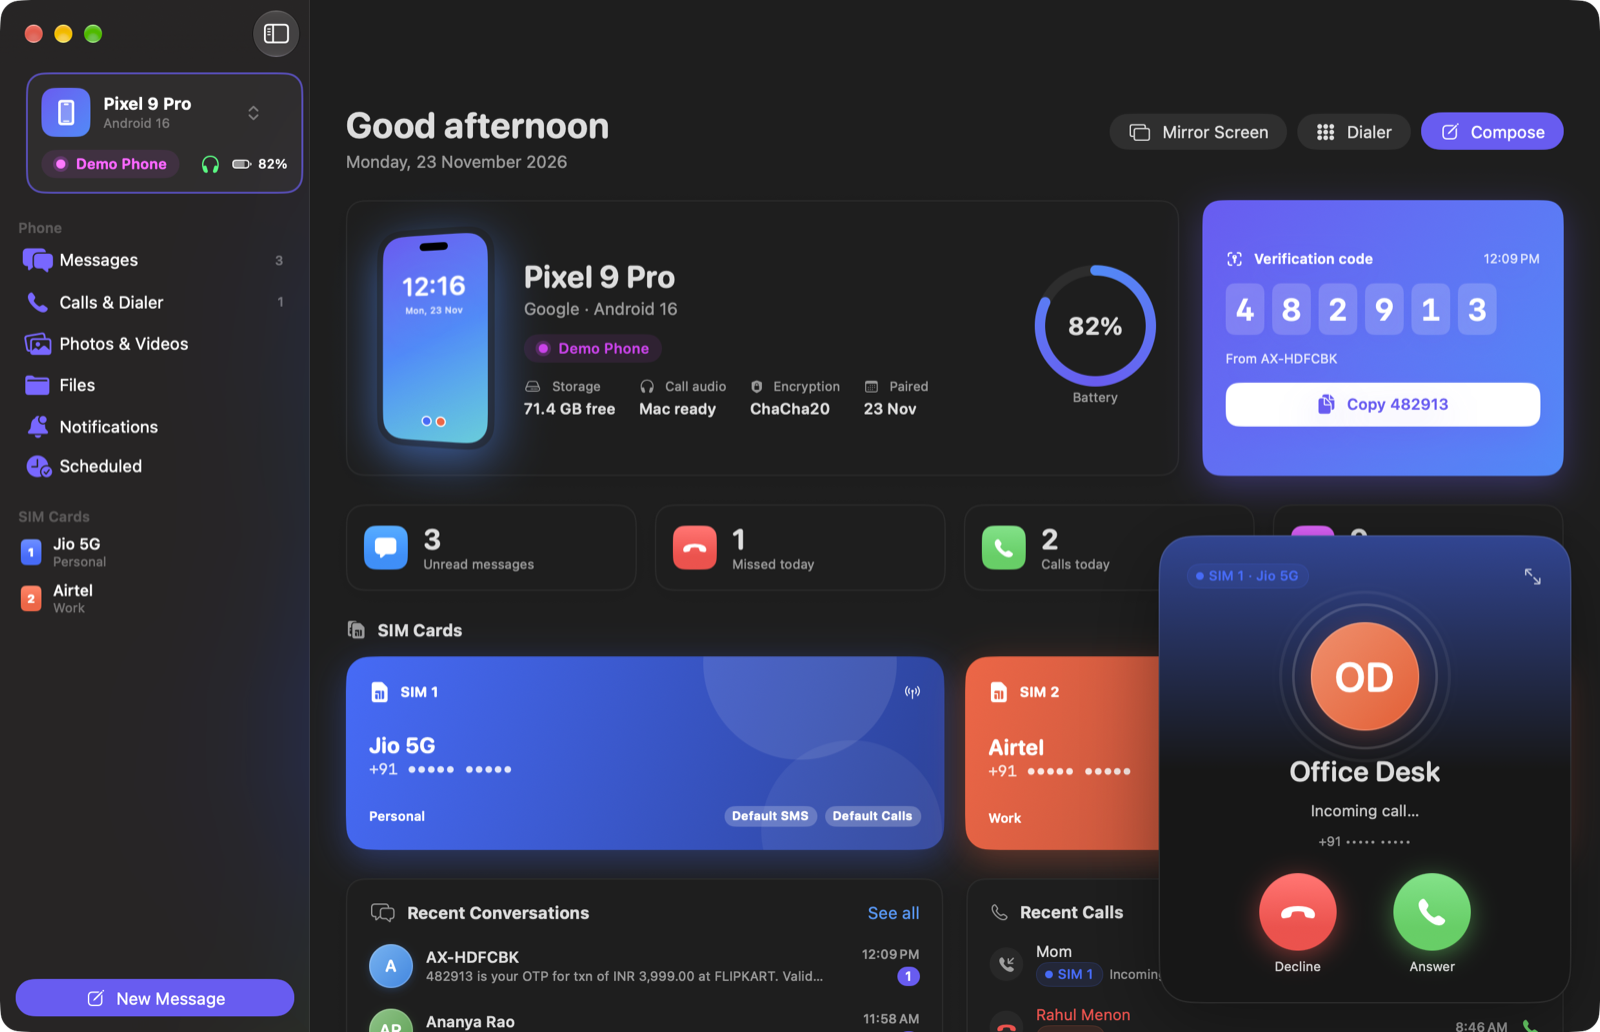 Pixel 9 Pro
Android 16
Demo Phone
82%
Phone
Messages 3
Calls & Dialer 1
Photos & Videos
Files
Notifications
Scheduled
SIM Cards
1 Jio 5G
Personal
2 Airtel
Work
New Message
Good afternoon
Monday, 23 November 2026
Mirror Screen
Dialer
Compose
12:16
Mon, 23 Nov
Pixel 9 Pro
Google · Android 16
Demo Phone
Storage
71.4 GB free
Call audio
Mac ready
Encryption
ChaCha20
Paired
23 Nov
82%
Battery
Verification code 12:09 PM
4 8 2 9 1 3
From AX-HDFCBK
Copy 482913
3
Unread messages
1
Missed today
2
Calls today
SIM Cards
SIM 1
Jio 5G
+91 ••••• •••••
Personal
Default SMS
Default Calls
SIM 2
Airtel
+91 ••••• •••••
Work
Recent Conversations See all
A
AX-HDFCBK 12:09 PM
482913 is your OTP for txn of INR 3,999.00 at FLIPKART. Valid... 1
AR
Ananya Rao 11:58 AM
Recent Calls
Mom
SIM 1
Rahul Menon
8:46 AM
SIM 1 · Jio 5G
OD
Office Desk
Incoming call...
+91 ••••• •••••
Decline
Answer